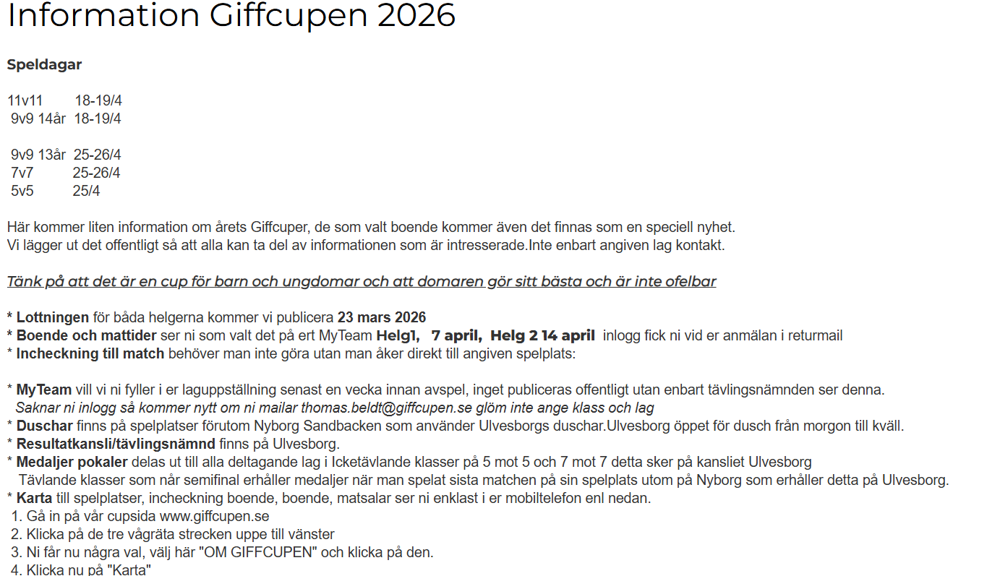 Information Giffcupen 2026
Speldagar
11v11 18-19/4
9v9 14år 18-19/4
9v9 13år 25-26/4
7v7 25-26/4
5v5 25/4
Här kommer liten information om årets Giffcuper, de som valt boende kommer även det finnas som en speciell nyhet.
Vi lägger ut det offentligt så att alla kan ta del av informationen som är intresserade.Inte enbart angiven lag kontakt.
Tänk på att det är en cup för barn och ungdomar och att domaren gör sitt bästa och är inte ofelbar
* Lottningen för båda helgerna kommer vi publicera 23 mars 2026
* Boende och mattider ser ni som valt det på ert MyTeam Helg1, 7 april, Helg 2 14 april inlogg fick ni vid er anmälan i returmail
* Incheckning till match behöver man inte göra utan man åker direkt till angiven spelplats:
* MyTeam vill vi ni fyller i er laguppställning senast en vecka innan avspel, inget publiceras offentligt utan enbart tävlingsnämnden ser denna.
Saknar ni inlogg så kommer nytt om ni mailar thomas.beldt@giffcupen.se glöm inte ange klass och lag
* Duschar finns på spelplatser förutom Nyborg Sandbacken som använder Ulvesborgs duschar.Ulvesborg öppet för dusch från morgon till kväll.
* Resultatkansli/tävlingsnämnd finns på Ulvesborg.
* Medaljer pokaler delas ut till alla deltagande lag i Icketävlande klasser på 5 mot 5 och 7 mot 7 detta sker på kansliet Ulvesborg
Tävlande klasser som når semifinal erhåller medaljer när man spelat sista matchen på sin spelplats utom på Nyborg som erhåller detta på Ulvesborg.
* Karta till spelplatser, incheckning boende, boende, matsalar ser ni enklast i er mobiltelefon enl nedan.
1. Gå in på vår cupsida www.giffcupen.se
2. Klicka på de tre vågräta strecken uppe till vänster
3. Ni får nu några val, välj här "OM GIFFCUPEN" och klicka på den.
4. Klicka nu på "Karta"